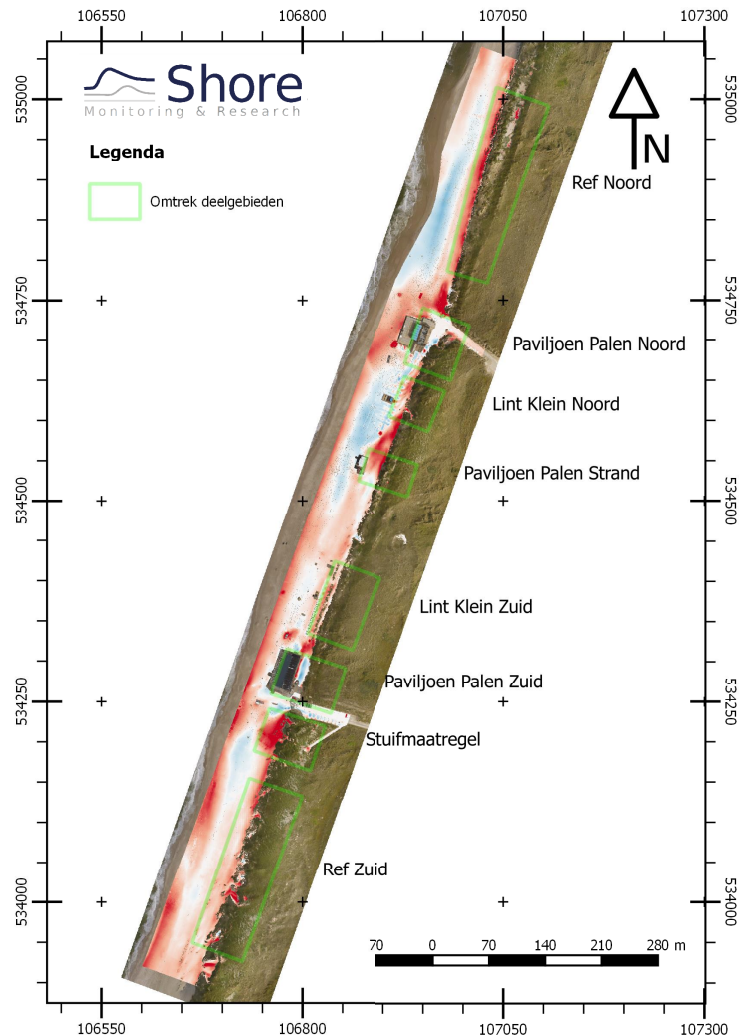 106550 106800 107050 107300
Shore
Monitoring & Research
N
Legenda
Omtrek deelgebieden
535000 535000
Ref Noord
534750 534750
Paviljoen Palen Noord
Lint Klein Noord
Paviljoen Palen Strand
534500 534500
Lint Klein Zuid
Paviljoen Palen Zuid
534250 534250
Stuifmaatregel
Ref Zuid
534000 534000
70 0 70 140 210 280 m
106550 106800 107050 107300